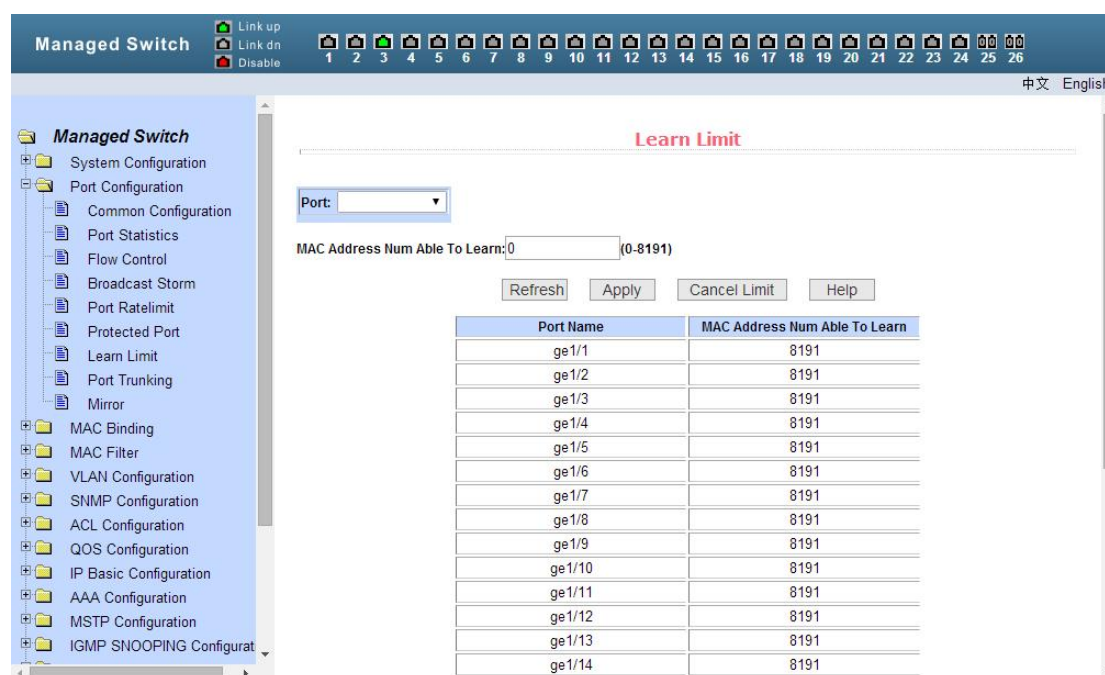 Managed Switch
Link up
Link dn
Disable
1 2 3 4 5 6 7 8 9 10 11 12 13 14 15 16 17 18 19 20 21 22 23 24 25 26
中文 English
Managed Switch
System Configuration
Port Configuration
Common Configuration
Port Statistics
Flow Control
Broadcast Storm
Port Ratelimit
Protected Port
Learn Limit
Port Trunking
Mirror
MAC Binding
MAC Filter
VLAN Configuration
SNMP Configuration
ACL Configuration
QOS Configuration
IP Basic Configuration
AAA Configuration
MSTP Configuration
IGMP SNOOPING Configurat
Learn Limit
Port:
MAC Address Num Able To Learn: 0 (0-8191)
Refresh Apply Cancel Limit Help
Port Name MAC Address Num Able To Learn
ge1/1 8191
ge1/2 8191
ge1/3 8191
ge1/4 8191
ge1/5 8191
ge1/6 8191
ge1/7 8191
ge1/8 8191
ge1/9 8191
ge1/10 8191
ge1/11 8191
ge1/12 8191
ge1/13 8191
ge1/14 8191